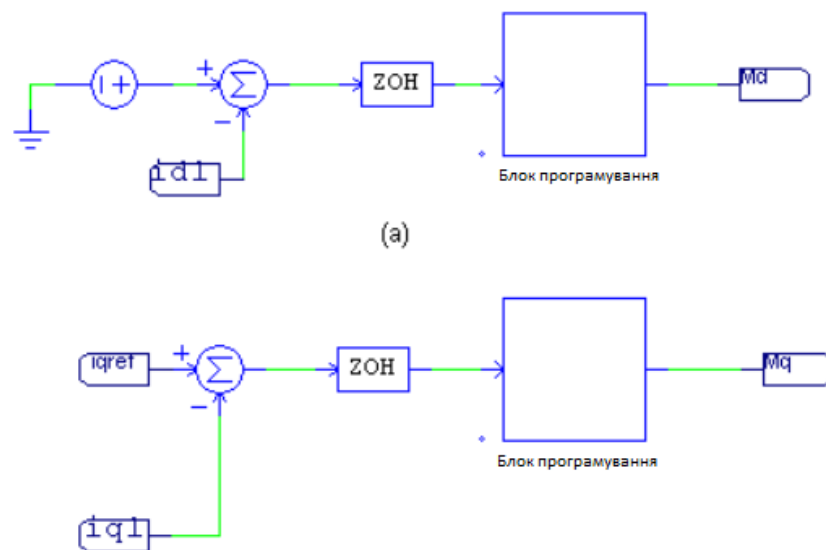 +
Σ
ZOH
Md
−
id1
Блок програмування
(a)
iqref
+
Σ
ZOH
Mq
−
Блок програмування
iq1